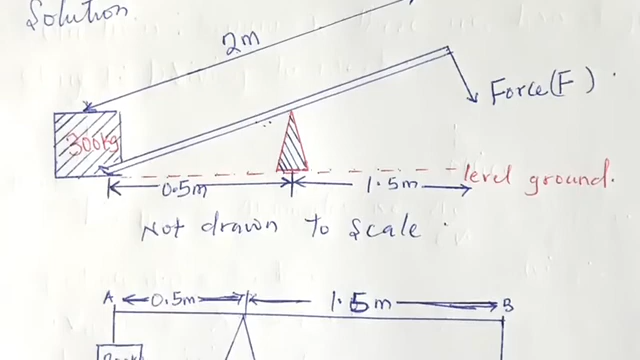 Solution
2m
Force(F)
300kg
0.5m
1.5m
level ground.
Not drawn to scale.
A
0.5m
1.5m
B